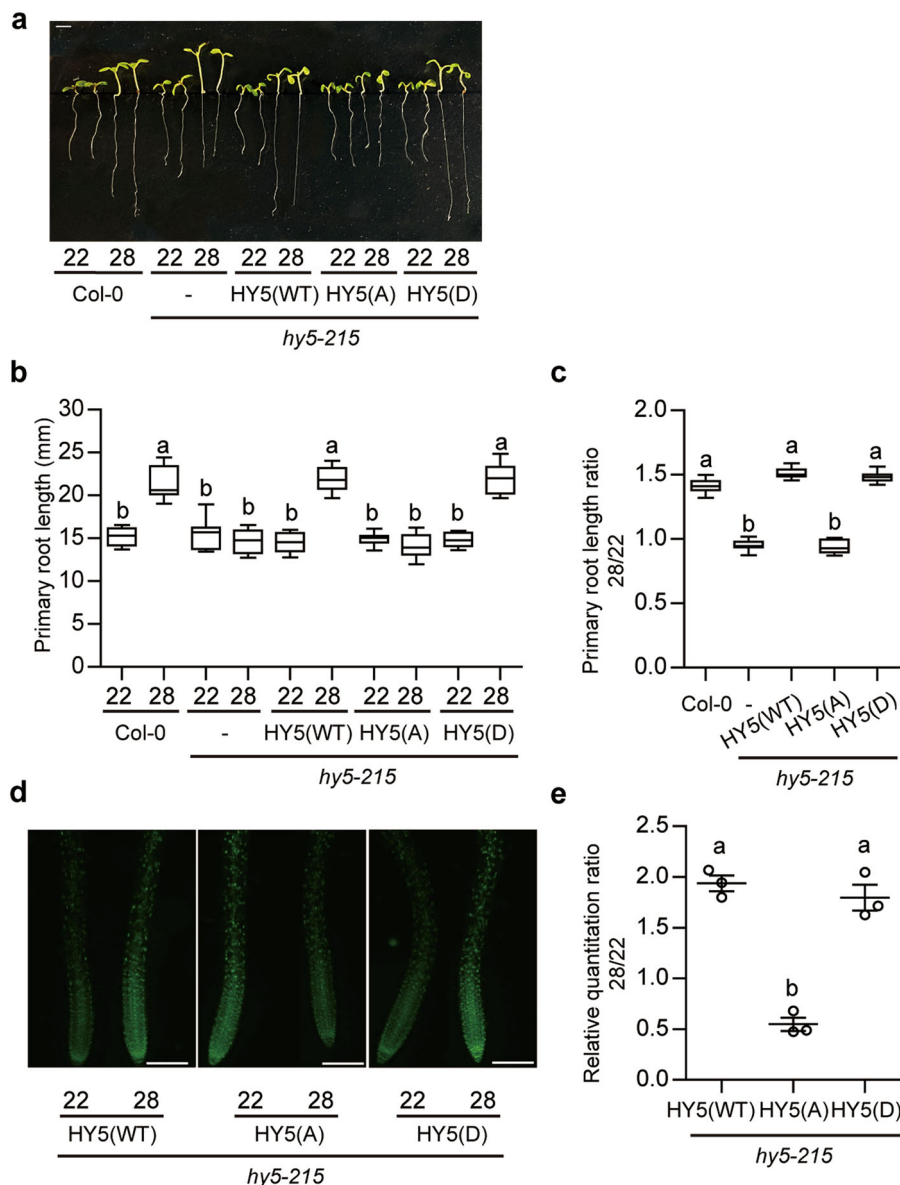 a
22 28 22 28 22 28 22 28 22 28
Col-0 - HY5(WT) HY5(A) HY5(D)
hy5-215
b
Primary root length (mm)
30
25
20
15
10
5
0
b a b b b a b b b a
22 28 22 28 22 28 22 28 22 28
Col-0 - HY5(WT) HY5(A) HY5(D)
hy5-215
c
Primary root length ratio
28/22
2.0
1.5
1.0
0.5
0.0
a b a b a
Col-0 - HY5(WT) HY5(A) HY5(D)
hy5-215
d
22 28 22 28 22 28
HY5(WT) HY5(A) HY5(D)
hy5-215
e
Relative quantitation ratio
28/22
2.5
2.0
1.5
1.0
0.5
0.0
a b a
HY5(WT) HY5(A) HY5(D)
hy5-215